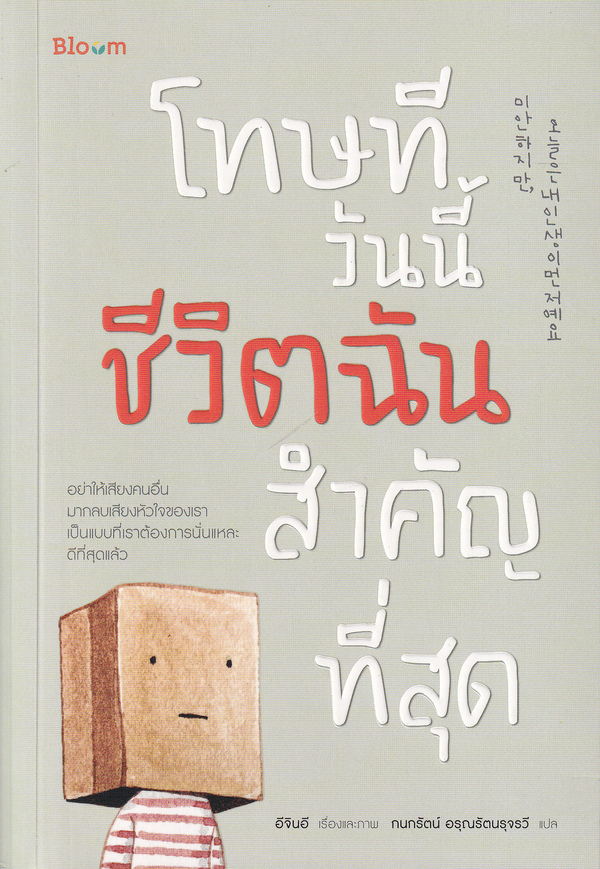 Bloom
โทษที
วันนี้
ชีวิตฉัน
สำคัญ
ที่สุด
미안하지만,
오늘은 내 인생이 먼저예요
อย่าให้เสียงคนอื่น
มากลบเสียงหัวใจของเรา
เป็นแบบที่เราต้องการนั่นแหละ
ดีที่สุดแล้ว
อีจินอี เรื่องและภาพ กนกรัตน์ อรุณรัตนรุจรวี แปล